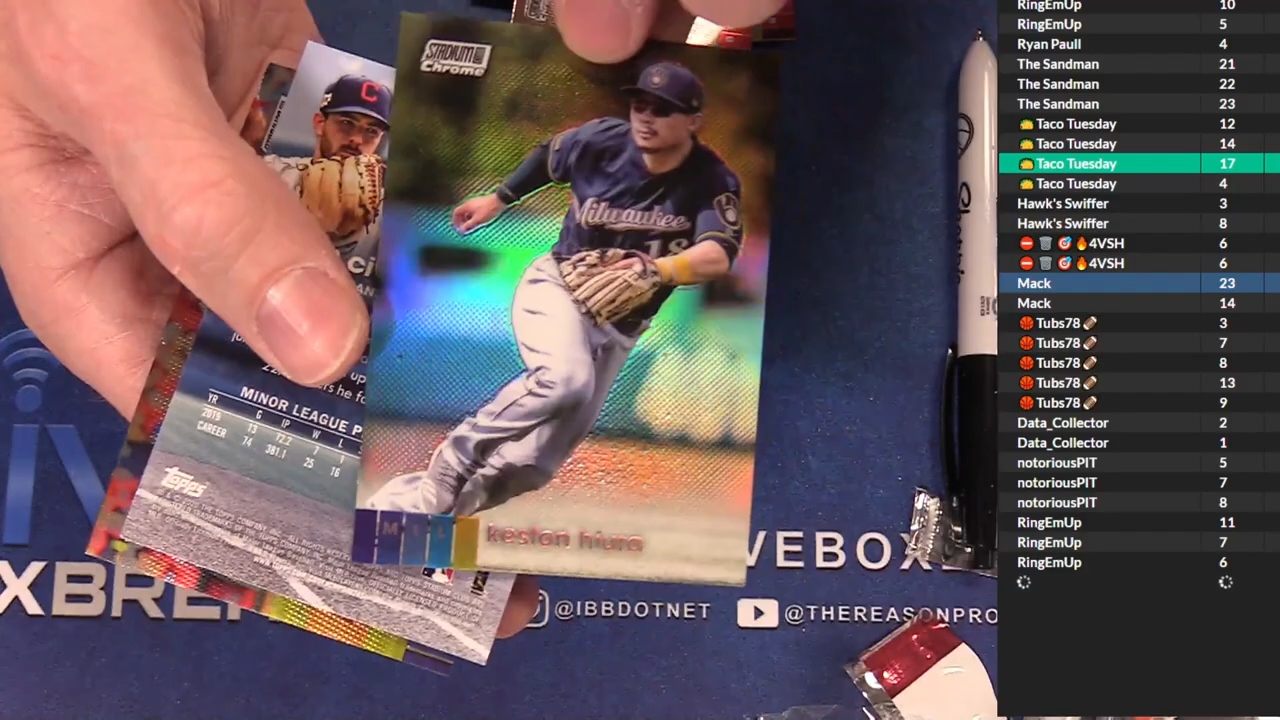 STADIUM
Chrome
C
Milwaukee
18
MIL
keston hiura
MINOR LEAGUE P
YR G IP W L
2019 13 72.2 7 1
CAREER 74 381.1 25 16
topps
VEBOX
XBRE
@IBBDOTNET
@THEREASONPRO
RingEmUp 10
RingEmUp 5
Ryan Paull 4
The Sandman 21
The Sandman 22
The Sandman 23
🌮 Taco Tuesday 12
🌮 Taco Tuesday 14
🌮 Taco Tuesday 17
🌮 Taco Tuesday 4
Hawk's Swiffer 3
Hawk's Swiffer 8
⛔ 🗑 🎯 🔥4VSH 6
⛔ 🗑 🎯 🔥4VSH 6
Mack 23
Mack 14
🏀 Tubs78 🏈 3
🏀 Tubs78 🏈 7
🏀 Tubs78 🏈 8
🏀 Tubs78 🏈 13
🏀 Tubs78 🏈 9
Data_Collector 2
Data_Collector 1
notoriousPIT 5
notoriousPIT 7
notoriousPIT 8
RingEmUp 11
RingEmUp 7
RingEmUp 6